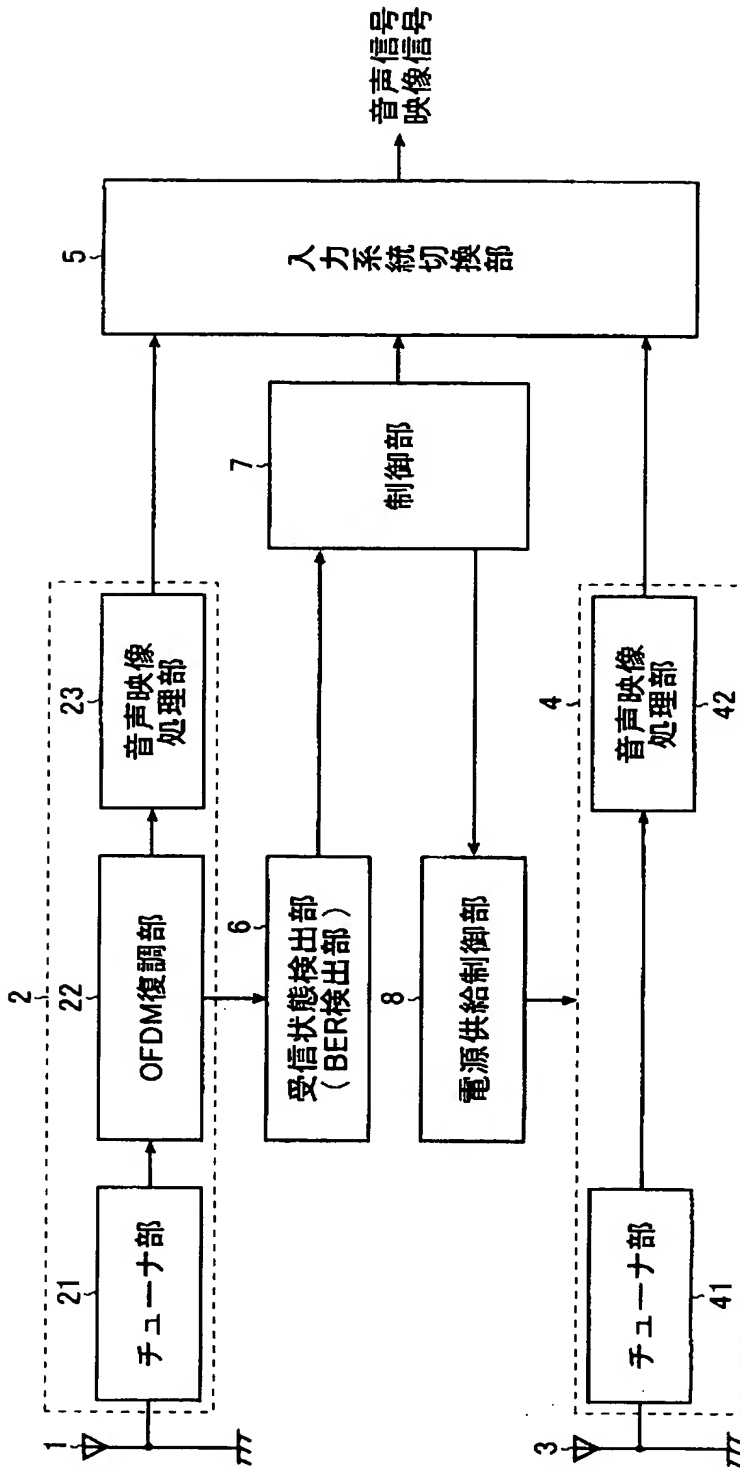 1
2
21
チューナ部
22
OFDM復調部
23
音声映像
処理部
5
入力系統切換部
音声信号
映像信号
6
受信状態検出部
(BER検出部)
7
制御部
8
電源供給制御部
3
4
チューナ部
41
音声映像
処理部
42